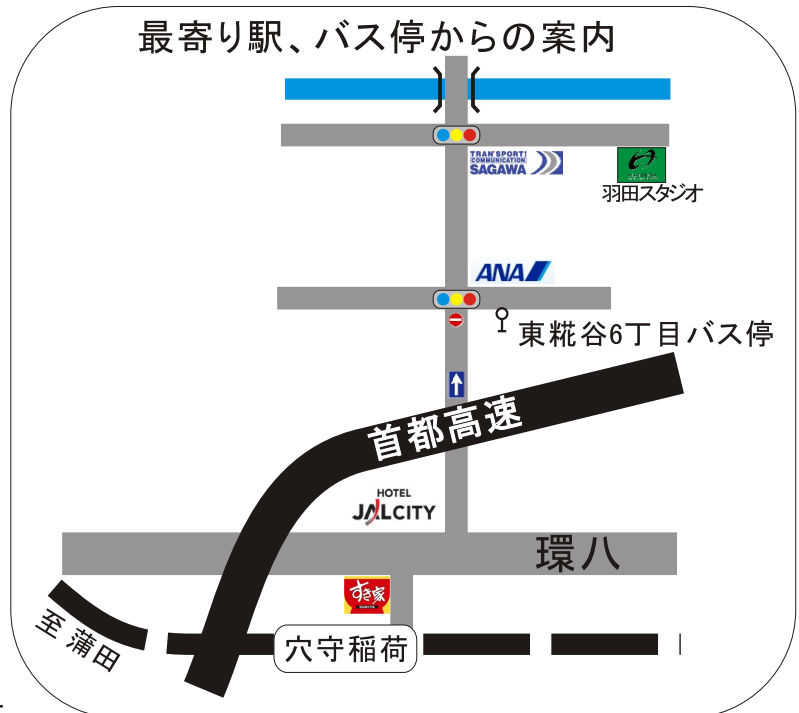 最寄り駅、バス停からの案内
TRANSPORT!
COMMUNICATION
SAGAWA
羽田スタジオ
ANA
東糀谷6丁目バス停
首都高速
HOTEL
JALCITY
環八
すき家
SUKIYA
至蒲田
穴守稲荷